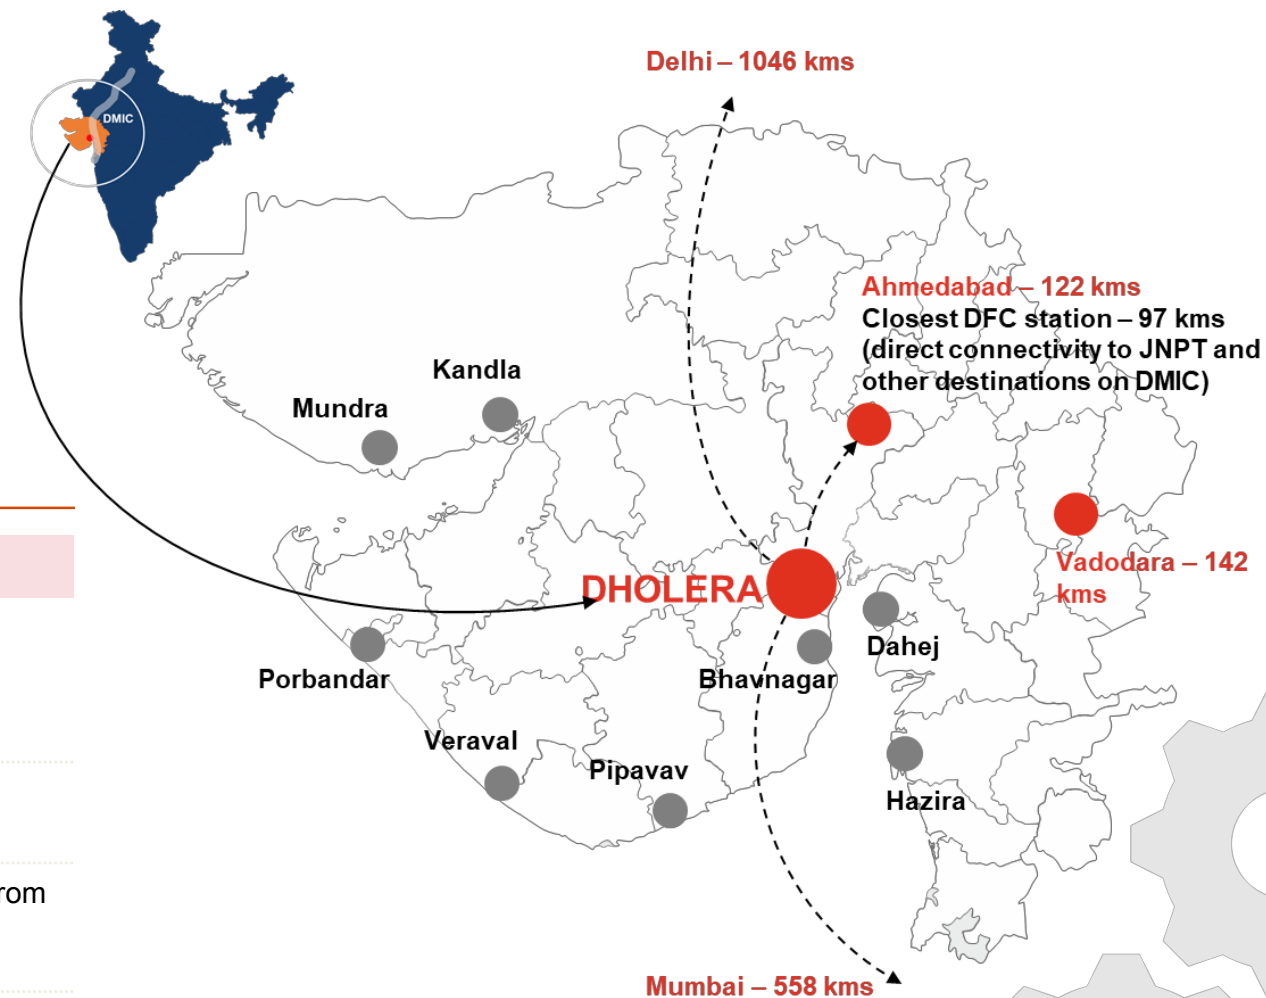 Delhi – 1046 kms
DMIC
Ahmedabad – 122 kms
Closest DFC station – 97 kms
(direct connectivity to JNPT and
other destinations on DMIC)
Kandla
Mundra
Vadodara – 142
kms
DHOLERA
Dahej
Porbandar
Bhavnagar
Veraval
Pipavav
Hazira
rom
Mumbai – 558 kms